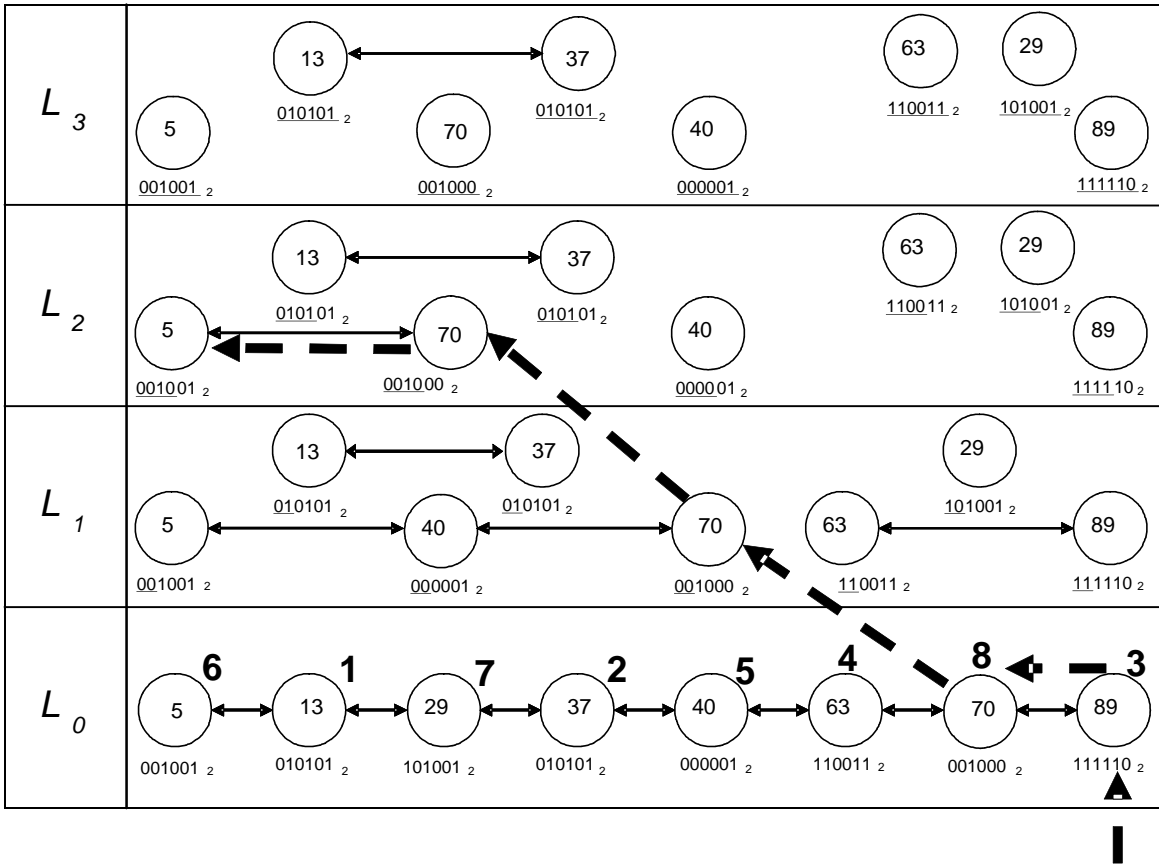 L 3
13 37 63 29
010101 2 010101 2 110011 2 101001 2
5 70 40 89
001001 2 001000 2 000001 2 111110 2
L 2
13 37 63 29
010101 2 010101 2 110011 2 101001 2
5 70 40 89
001001 2 001000 2 000001 2 111110 2
L 1
13 37 29
010101 2 010101 2 101001 2
5 40 70 63 89
001001 2 000001 2 001000 2 110011 2 111110 2
L 0
6 1 7 2 5 4 8 3
5 13 29 37 40 63 70 89
001001 2 010101 2 101001 2 010101 2 000001 2 110011 2 001000 2 111110 2